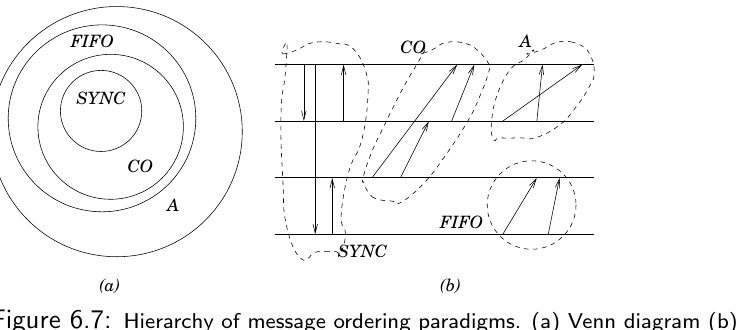 FIFO
SYNC
CO
A
(a)
CO
A
FIFO
SYNC
(b)
Figure 6.7: Hierarchy of message ordering paradigms. (a) Venn diagram (b)